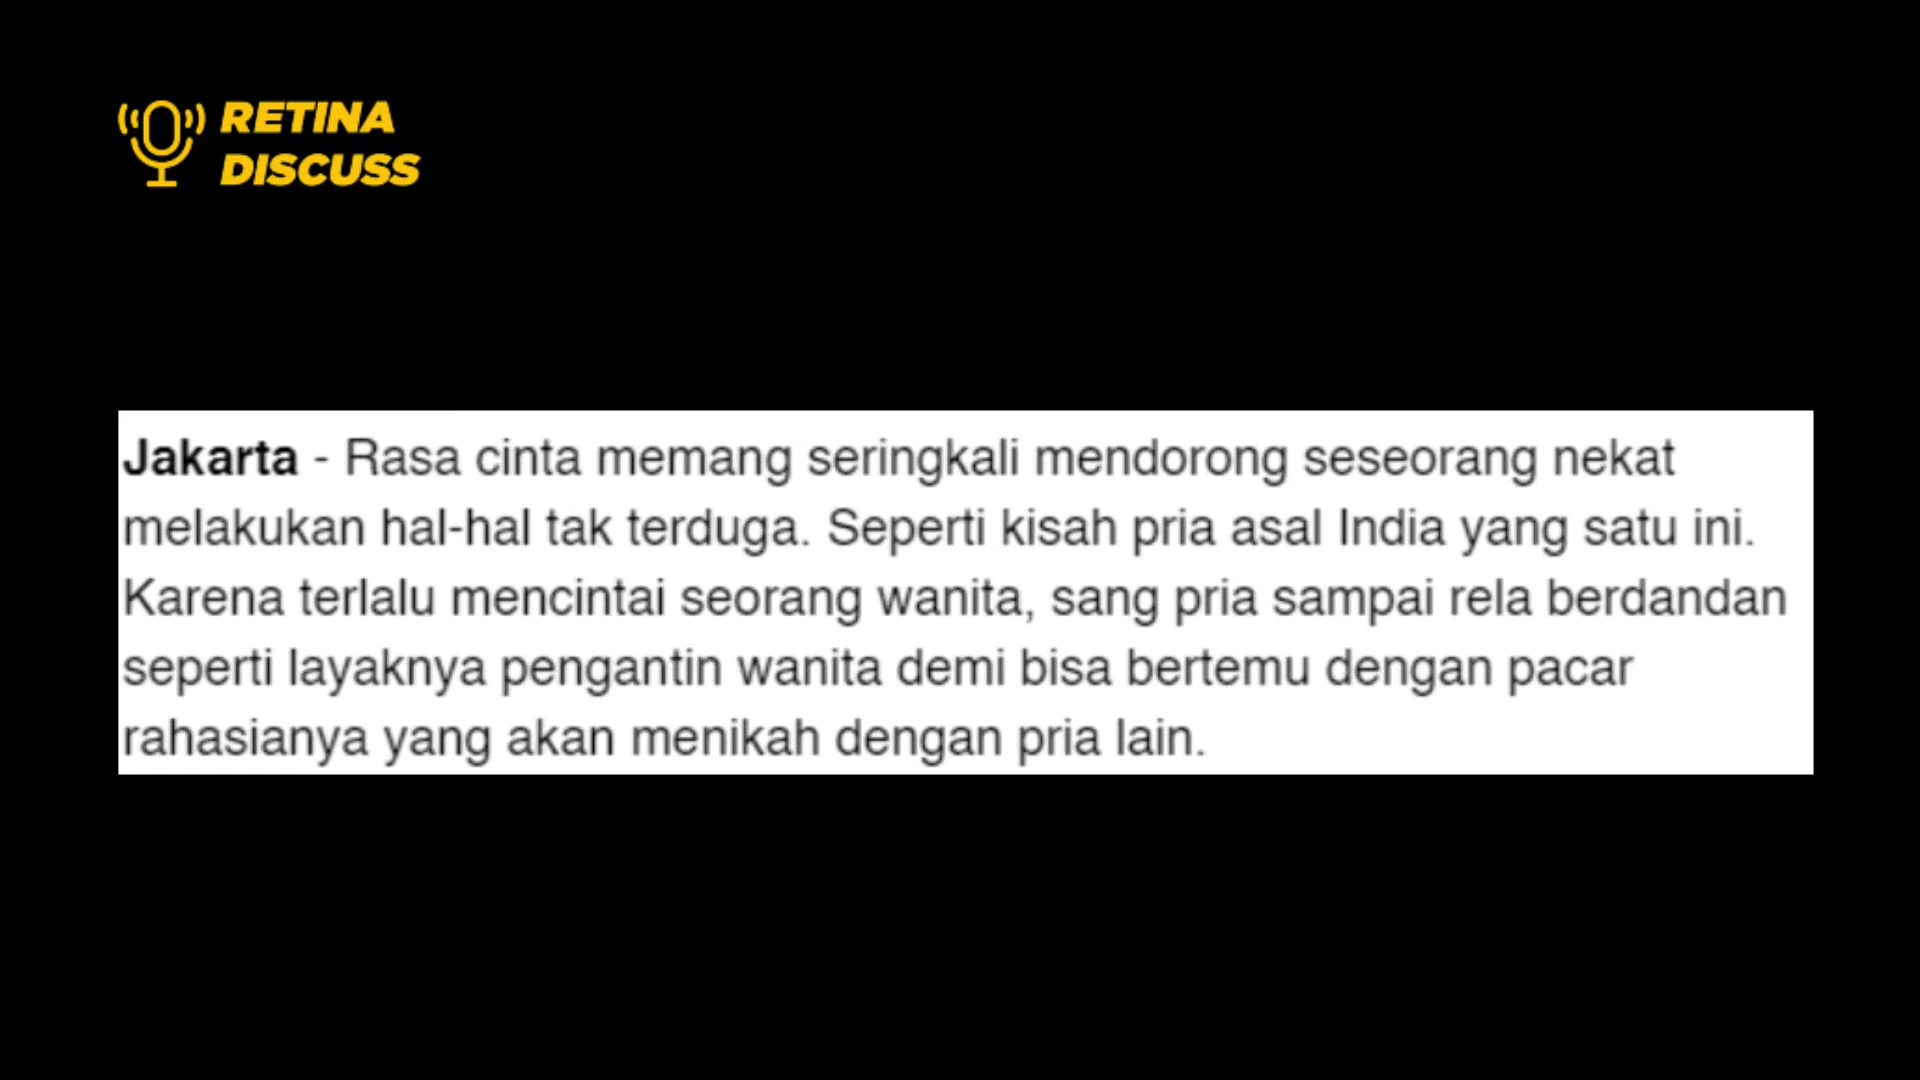 RETINA
DISCUSS
Jakarta - Rasa cinta memang seringkali mendorong seseorang nekat
melakukan hal-hal tak terduga. Seperti kisah pria asal India yang satu ini.
Karena terlalu mencintai seorang wanita, sang pria sampai rela berdandan
seperti layaknya pengantin wanita demi bisa bertemu dengan pacar
rahasianya yang akan menikah dengan pria lain.